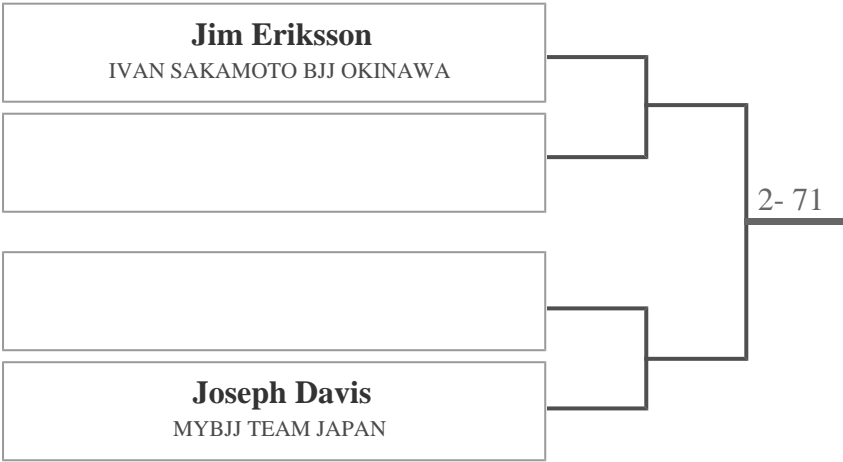 Jim Eriksson
IVAN SAKAMOTO BJJ OKINAWA
2- 71
Joseph Davis
MYBJJ TEAM JAPAN